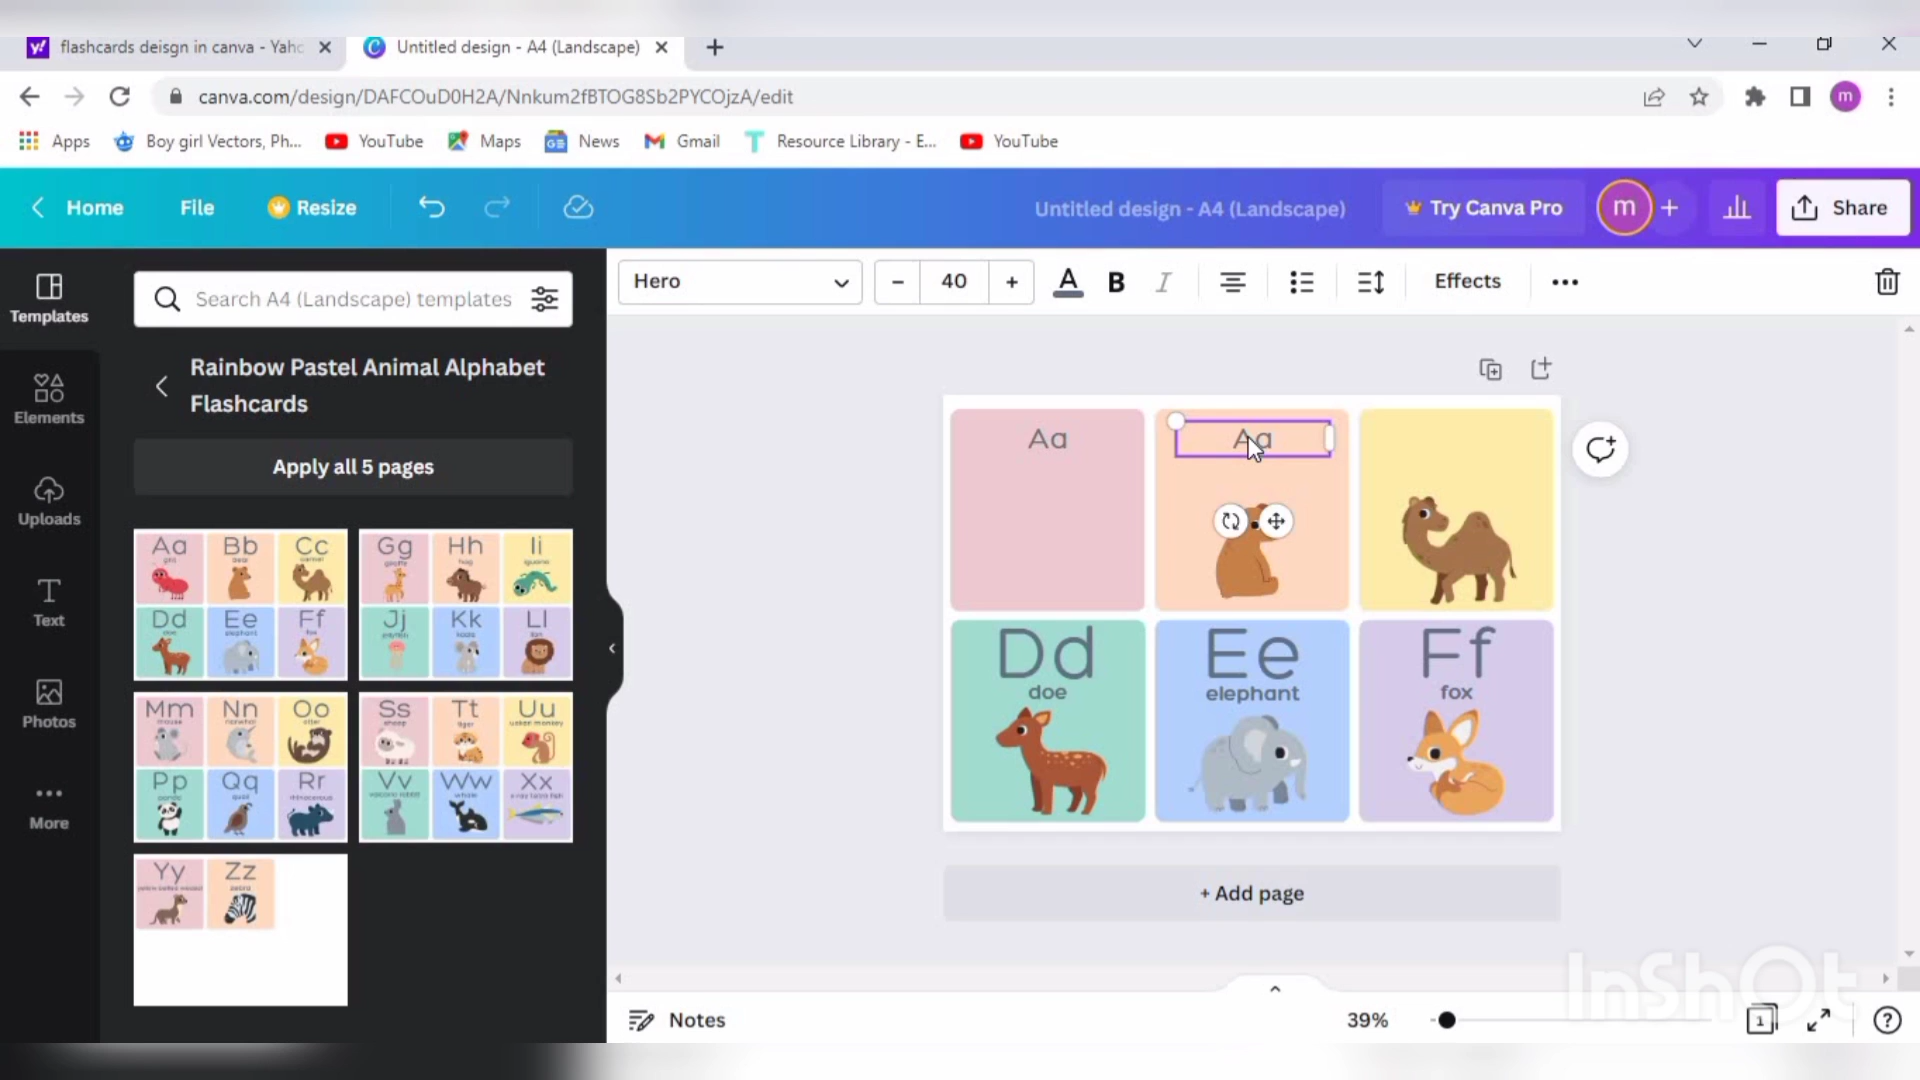 flashcards deisgn in canva - Yaho
Untitled design - A4 (Landscape)
canva.com/design/DAFCOuD0H2A/Nnkum2fBTOG8Sb2PYCOjzA/edit
m
Apps
Boy girl Vectors, Ph...
YouTube
Maps
News
Gmail
Resource Library - E...
YouTube
Home
File
Resize
Untitled design - A4 (Landscape)
Try Canva Pro
m
Share
Templates
Elements
Uploads
Text
Photos
More
Search A4 (Landscape) templates
Rainbow Pastel Animal Alphabet
Flashcards
Apply all 5 pages
Aa Bb Cc
Dd Ee Ff
Gg Hh Ii
Jj Kk Ll
Mm Nn Oo
Pp Qq Rr
Ss Tt Uu
Vv Ww Xx
Yy Zz
Hero
40
A B I
Effects
Aa
Aa
Dd
doe
Ee
elephant
Ff
fox
+ Add page
Notes
39%
1
InShOt